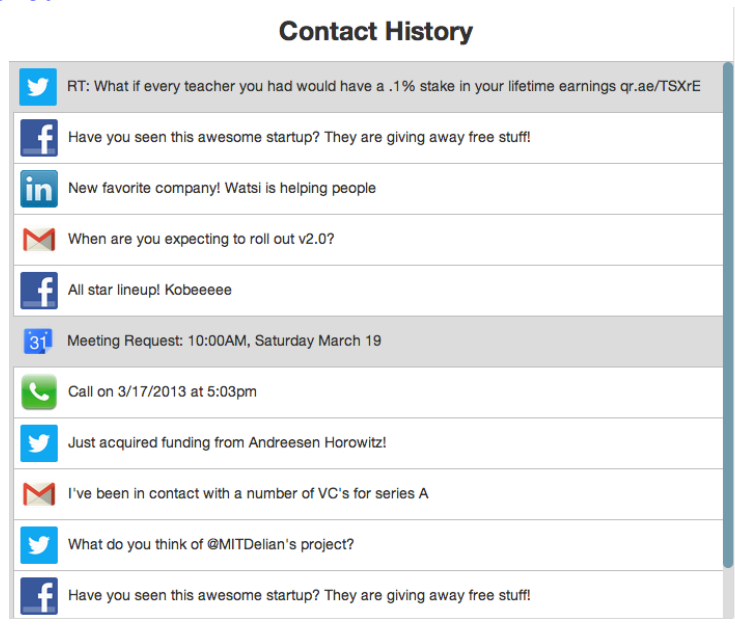 Contact History
RT: What if every teacher you had would have a .1% stake in your lifetime earnings qr.ae/TSXrE
Have you seen this awesome startup? They are giving away free stuff!
in New favorite company! Watsi is helping people
When are you expecting to roll out v2.0?
All star lineup! Kobeeeee
31 Meeting Request: 10:00AM, Saturday March 19
Call on 3/17/2013 at 5:03pm
Just acquired funding from Andreesen Horowitz!
I've been in contact with a number of VC's for series A
What do you think of @MITDelian's project?
Have you seen this awesome startup? They are giving away free stuff!